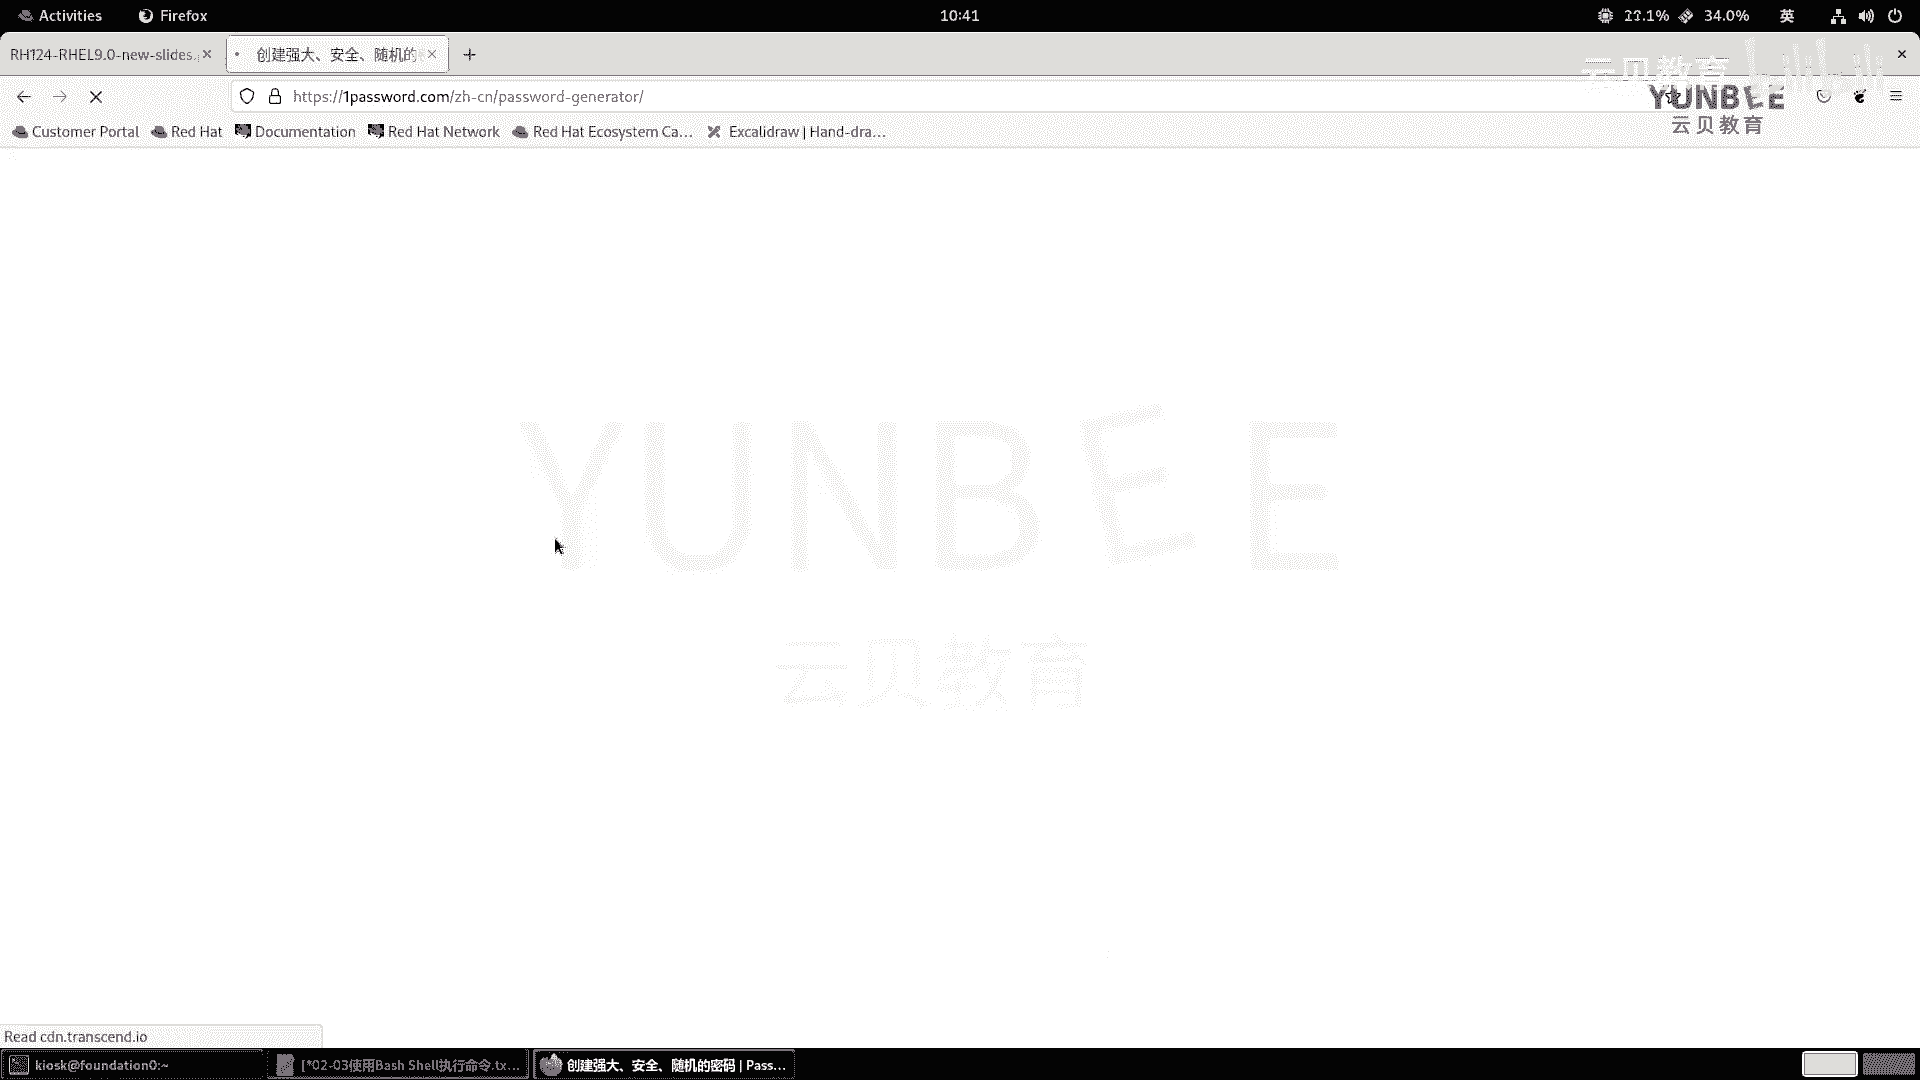 Activities
Firefox
10:41
34.0%
英
RH124-RHEL9.0-new-slides.
创建强大、安全、随机的
https://1password.com/zh-cn/password-generator/
云贝教育
YUNBEE
云贝教育
Customer Portal
Red Hat
Documentation
Red Hat Network
Red Hat Ecosystem Ca…
Excalidraw | Hand-dra…
YUNBEE
云贝教育
Read cdn.transcend.io
kiosk@foundation0:~
[*02-03使用Bash Shell执行命令.tx…
创建强大、安全、随机的密码 | Pass…